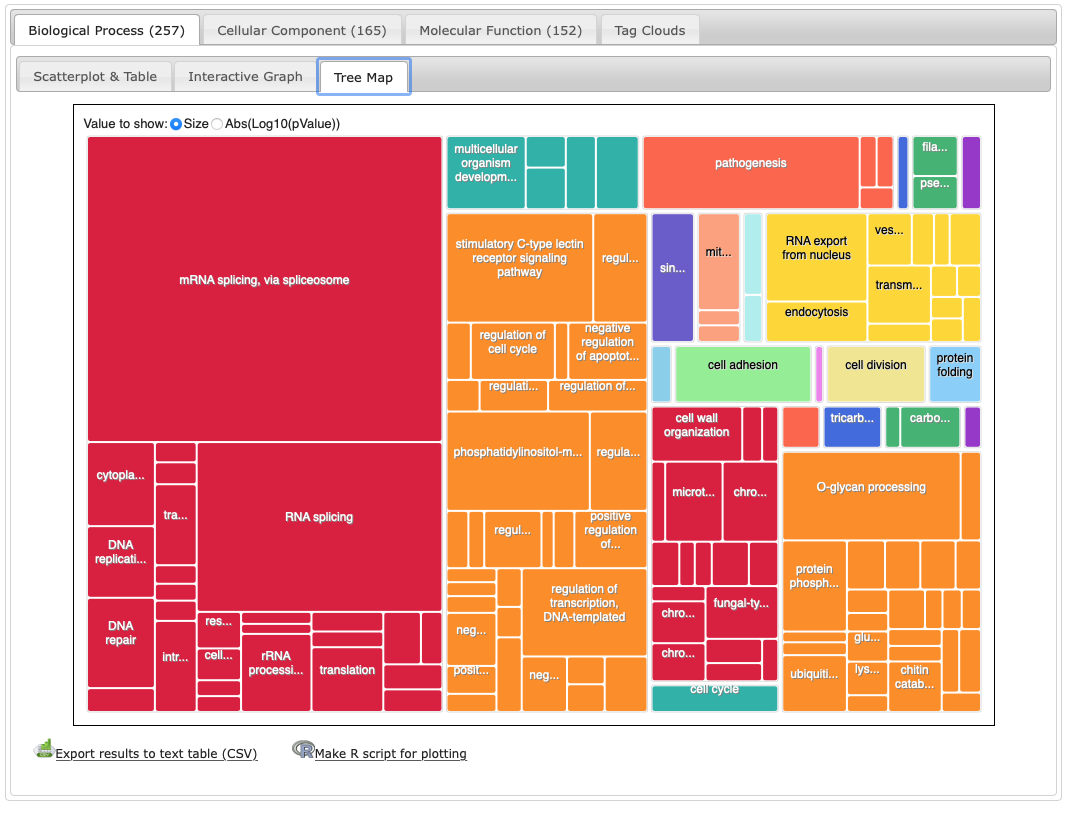 Biological Process (257)
Cellular Component (165)
Molecular Function (152)
Tag Clouds
Scatterplot & Table
Interactive Graph
Tree Map
Value to show:
Size
Abs(Log10(pValue))
mRNA splicing, via spliceosome
cytopla...
DNA
replicati...
DNA
repair
tra...
intr...
RNA splicing
res...
cell...
rRNA
processi...
translation
multicellular
organism
developm...
stimulatory C-type lectin
receptor signaling
pathway
regul...
regulation of
cell cycle
negative
regulation
of apoptot...
regulati...
regulation of...
phosphatidylinositol-m...
regula...
regul...
positive
regulation
of...
neg...
posit...
regulation of
transcription,
DNA-templated
neg...
pathogenesis
fila...
pse...
sin...
mit...
RNA export
from nucleus
endocytosis
ves...
transm...
cell adhesion
cell division
protein
folding
cell wall
organization
microt...
chro...
chro...
chro...
fungal-ty...
cell cycle
tricarb...
carbo...
O-glycan processing
protein
phosph...
ubiquiti...
glu...
lys...
chitin
catab...
Export results to text table (CSV)
R
Make R script for plotting